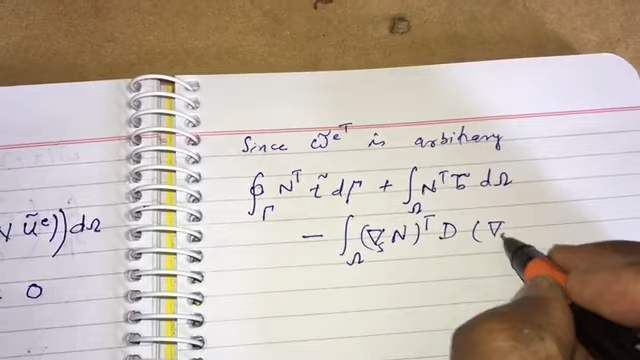 ∇ ũᵉ)) dΩ
= 0
Since ω̃ᵉᵀ is arbitrary
∮_Γ Nᵀ t̃ dΓ + ∫_Ω Nᵀ b̃ dΩ
− ∫_Ω (∇ₛ N)ᵀ D (∇ₛ